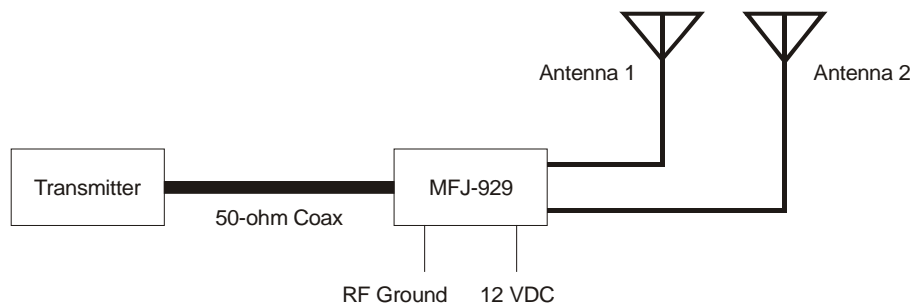 Antenna 1
Antenna 2
Transmitter
MFJ-929
50-ohm Coax
RF Ground
12 VDC